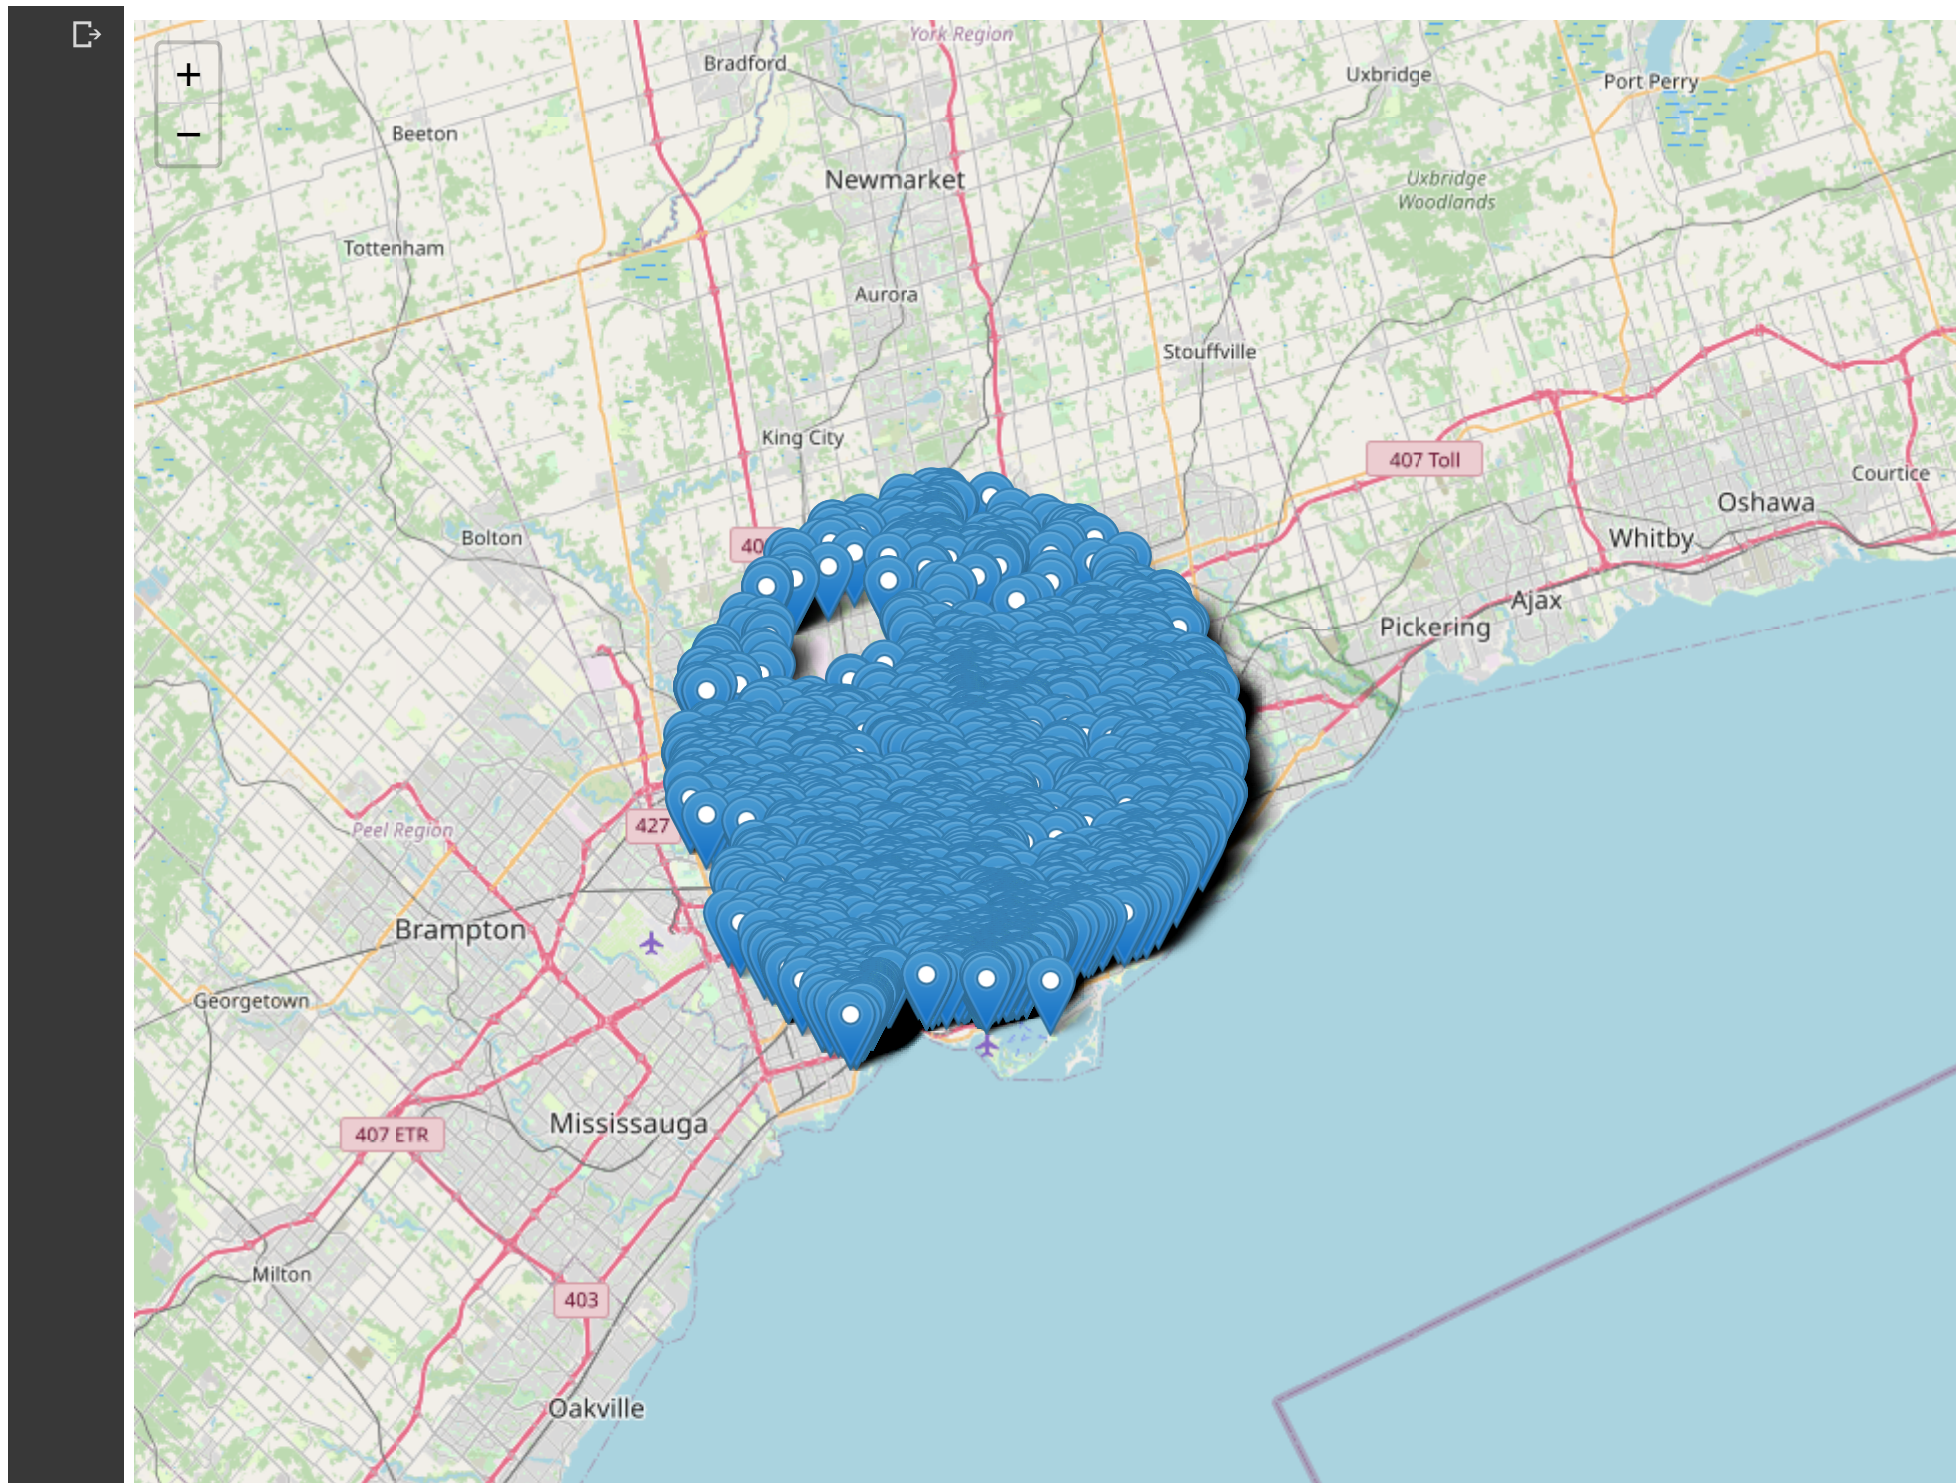 +
−
York Region
Bradford
Uxbridge
Port Perry
Beeton
Newmarket
Uxbridge
Woodlands
Tottenham
Aurora
Stouffville
King City
407 Toll
Courtice
Oshawa
Bolton
40
Whitby
Ajax
Pickering
427
Peel Region
Brampton
Georgetown
Mississauga
407 ETR
Milton
403
Oakville